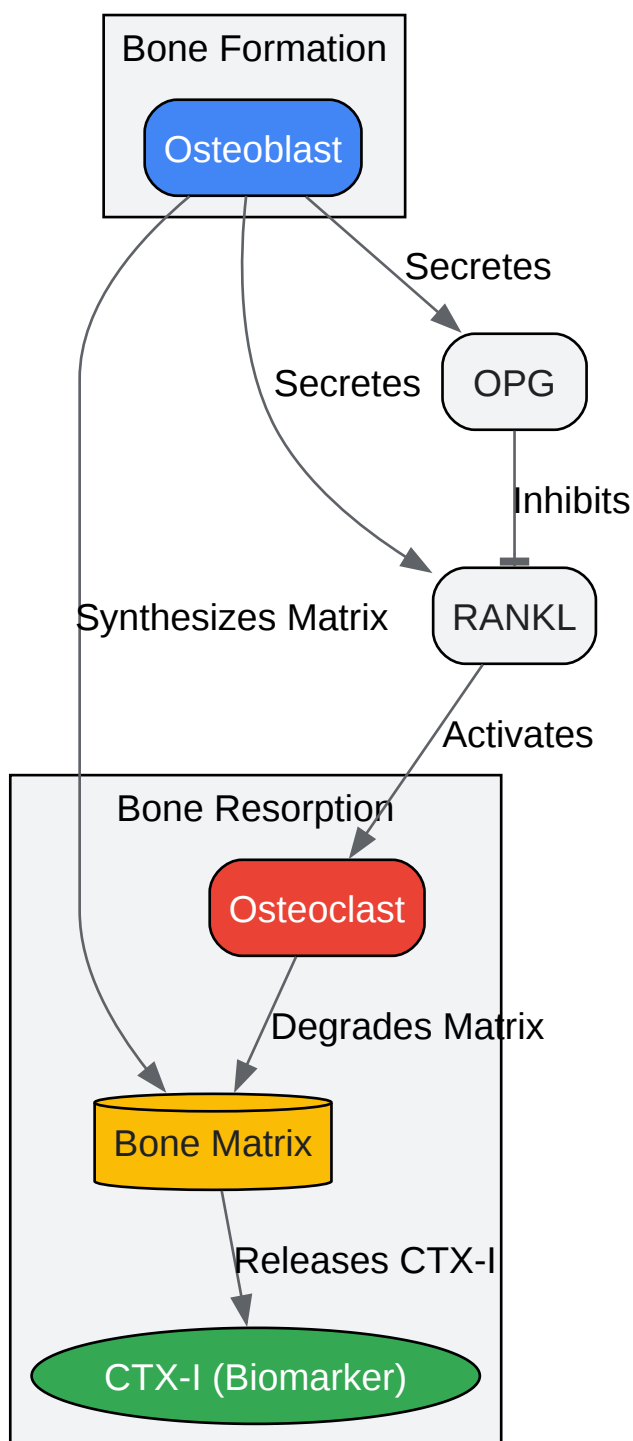 Bone Formation
Osteoblast
Secretes
OPG
Secretes
Inhibits
RANKL
Synthesizes Matrix
Activates
Bone Resorption
Osteoclast
Degrades Matrix
Bone Matrix
Releases CTX-I
CTX-I (Biomarker)